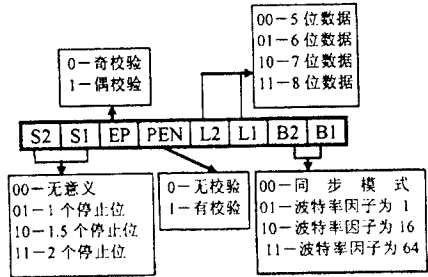 00－5 位数据
01－6 位数据
10－7 位数据
11－8 位数据
0－奇校验
1－偶校验
S2 S1 EP PEN L2 L1 B2 B1
00－无意义
01－1 个停止位
10－1.5 个停止位
11－2 个停止位
0－无校验
1－有校验
00－同 步 模 式
01－波特率因子为 1
10－波特率因子为 16
11－波特率因子为 64